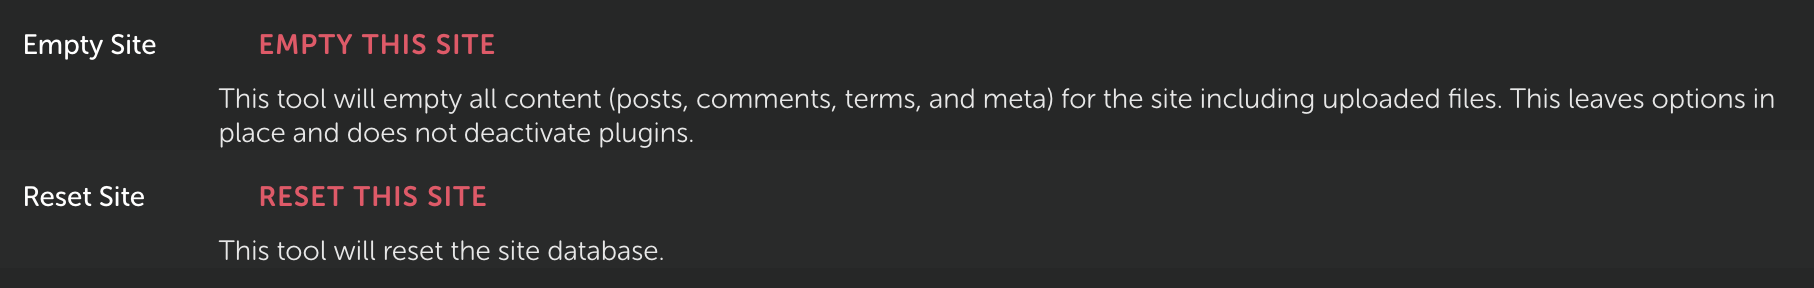 Empty Site
EMPTY THIS SITE
This tool will empty all content (posts, comments, terms, and meta) for the site including uploaded files. This leaves options in
place and does not deactivate plugins.
Reset Site
RESET THIS SITE
This tool will reset the site database.